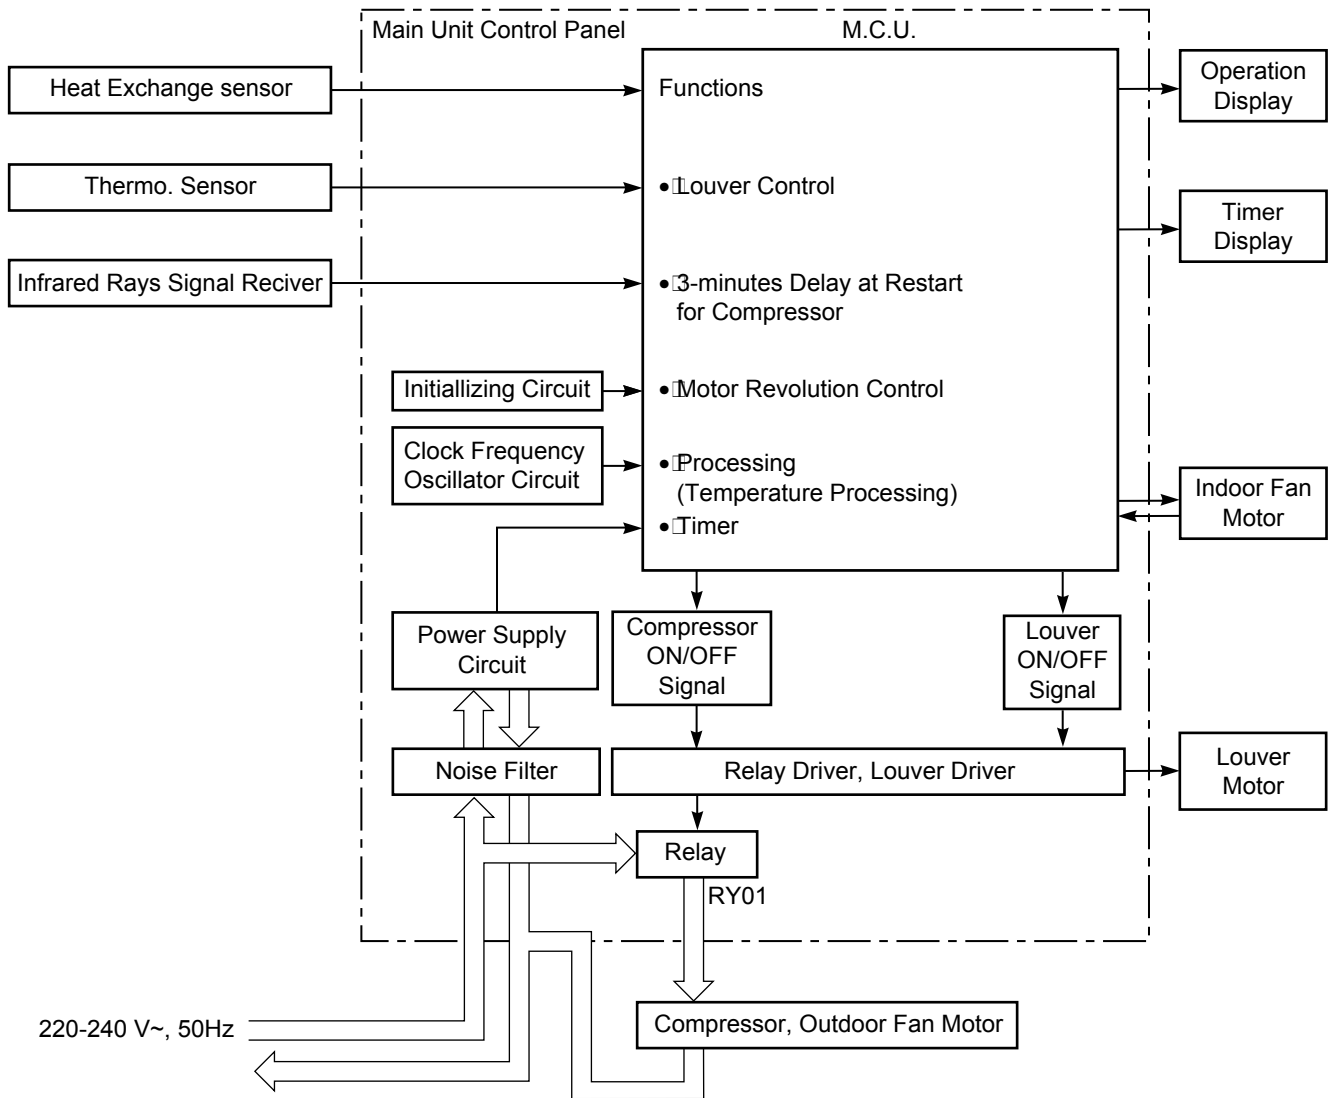 Main Unit Control Panel
M.C.U.
Heat Exchange sensor
Functions
Operation
Display
Thermo. Sensor
• Louver Control
Timer
Display
Infrared Rays Signal Reciver
• 3-minutes Delay at Restart
for Compressor
Initiallizing Circuit
• Motor Revolution Control
Clock Frequency
Oscillator Circuit
• Processing
(Temperature Processing)
• Timer
Indoor Fan
Motor
Power Supply
Circuit
Compressor
ON/OFF
Signal
Louver
ON/OFF
Signal
Noise Filter
Relay Driver, Louver Driver
Louver
Motor
Relay
RY01
220-240 V~, 50Hz
Compressor, Outdoor Fan Motor